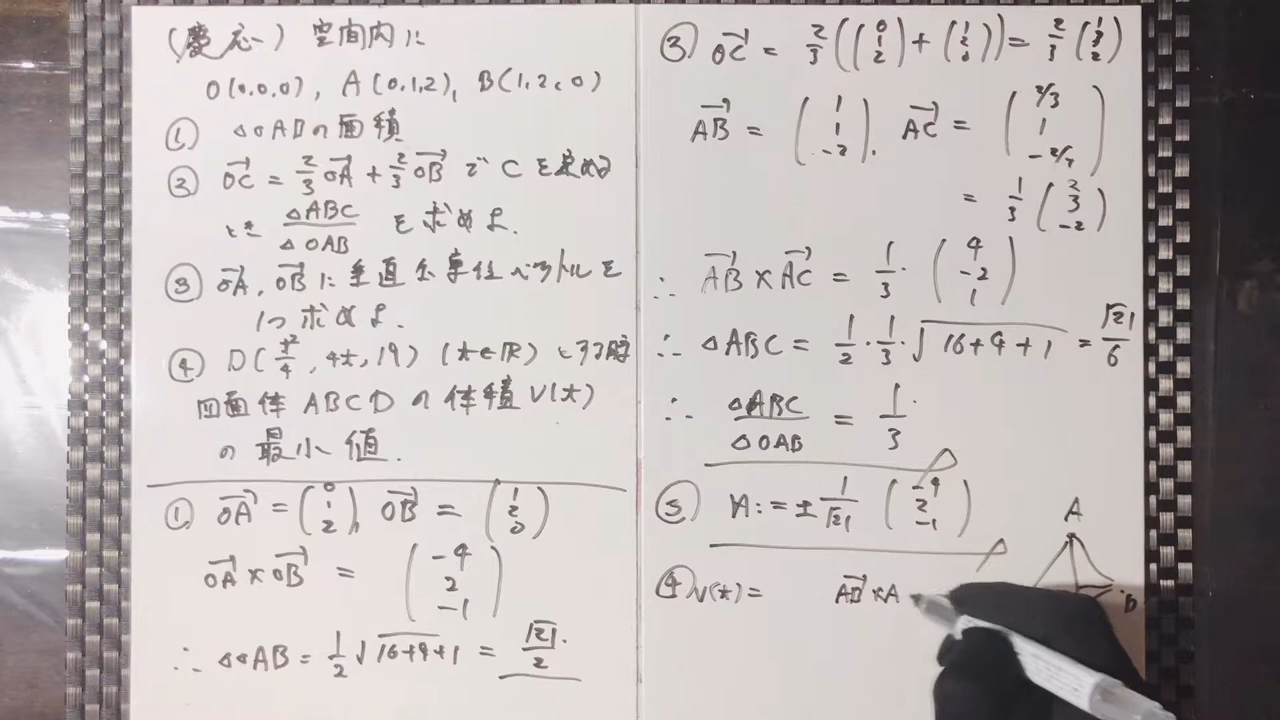 (慶応) 空間内に
O(0,0,0), A(0,1,2), B(1,2,0)
① △OABの面積
② OC→ = 2/3 OA→ + 2/3 OB→ で C を定める
とき △ABC/△OAB を求めよ.
③ OA→, OB→ に垂直な単位ベクトルを
1つ求めよ.
④ D(t²/4, 4t, 19) (t∈ℝ) とする時
四面体 ABCD の体積 V(t)
の最小値.
① OA→ = (0 1 2), OB→ = (1 2 0)
OA→ × OB→ = (-4 2 -1)
∴ △OAB = 1/2 √16+4+1 = √21/2.
② OC→ = 2/3 ((0 1 2) + (1 2 0)) = 2/3 (1 3 2)
AB→ = (1 1 -2). AC→ = (2/3 1 -2/3)
= 1/3 (2 3 -2)
∴ AB→ × AC→ = 1/3 · (4 -2 1)
∴ △ABC = 1/2 · 1/3 · √16+4+1 = √21/6
∴ △ABC/△OAB = 1/3.
③ := ± 1/√21 (-4 2 -1)
④ V(t) = AB→ × A
A
B